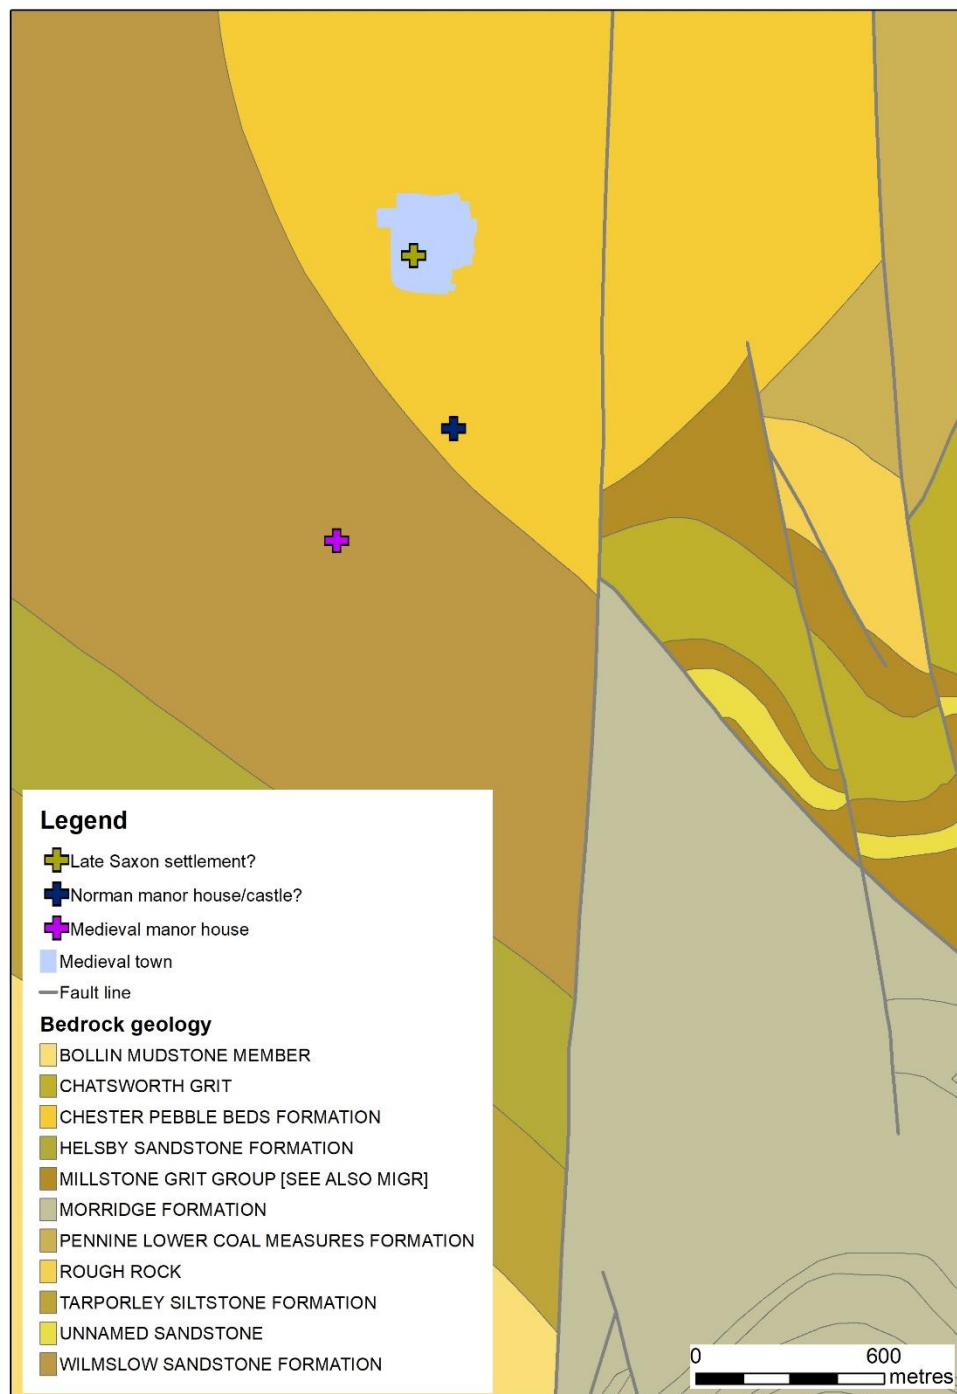 Legend
Late Saxon settlement?
Norman manor house/castle?
Medieval manor house
Medieval town
Fault line
Bedrock geology
BOLLIN MUDSTONE MEMBER
CHATSWORTH GRIT
CHESTER PEBBLE BEDS FORMATION
HELSBY SANDSTONE FORMATION
MILLSTONE GRIT GROUP [SEE ALSO MIGR]
MORRIDGE FORMATION
PENNINE LOWER COAL MEASURES FORMATION
ROUGH ROCK
TARPORLEY SILTSTONE FORMATION
UNNAMED SANDSTONE
WILMSLOW SANDSTONE FORMATION
0 600
metres